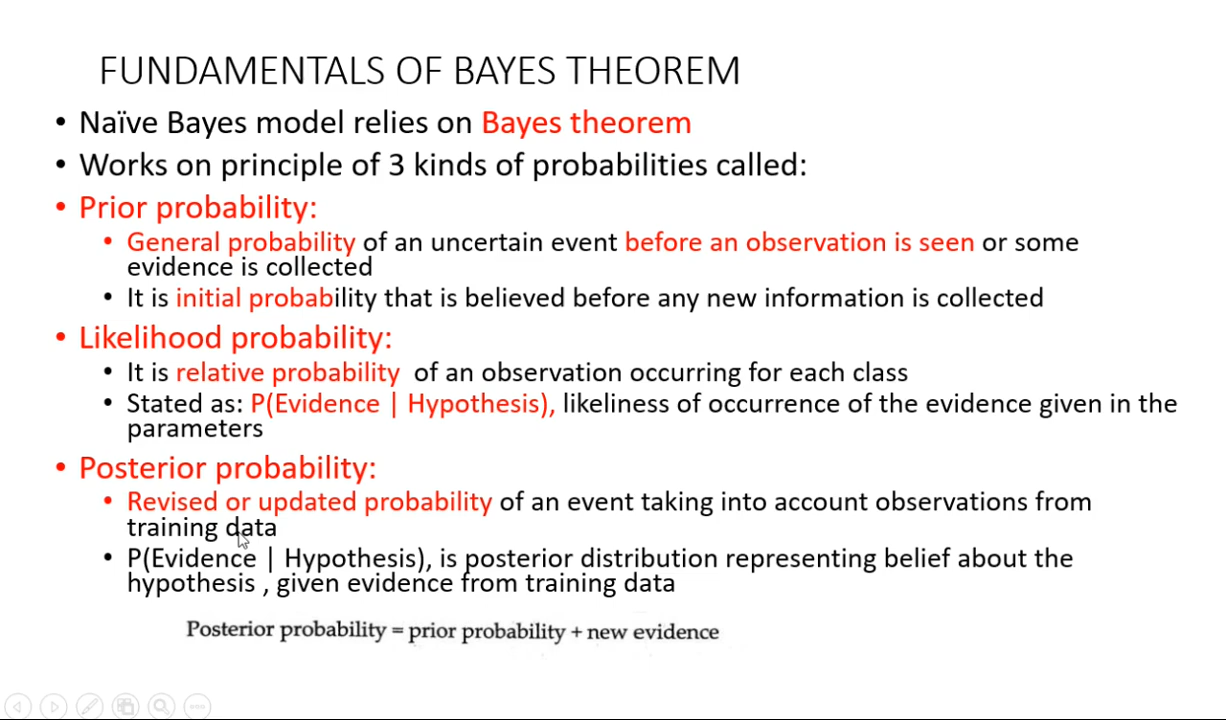 FUNDAMENTALS OF BAYES THEOREM
• Naïve Bayes model relies on Bayes theorem
• Works on principle of 3 kinds of probabilities called:
• Prior probability:
• General probability of an uncertain event before an observation is seen or some
evidence is collected
• It is initial probability that is believed before any new information is collected
• Likelihood probability:
• It is relative probability of an observation occurring for each class
• Stated as: P(Evidence | Hypothesis), likeliness of occurrence of the evidence given in the
parameters
• Posterior probability:
• Revised or updated probability of an event taking into account observations from
training data
• P(Evidence | Hypothesis), is posterior distribution representing belief about the
hypothesis , given evidence from training data
Posterior probability = prior probability + new evidence